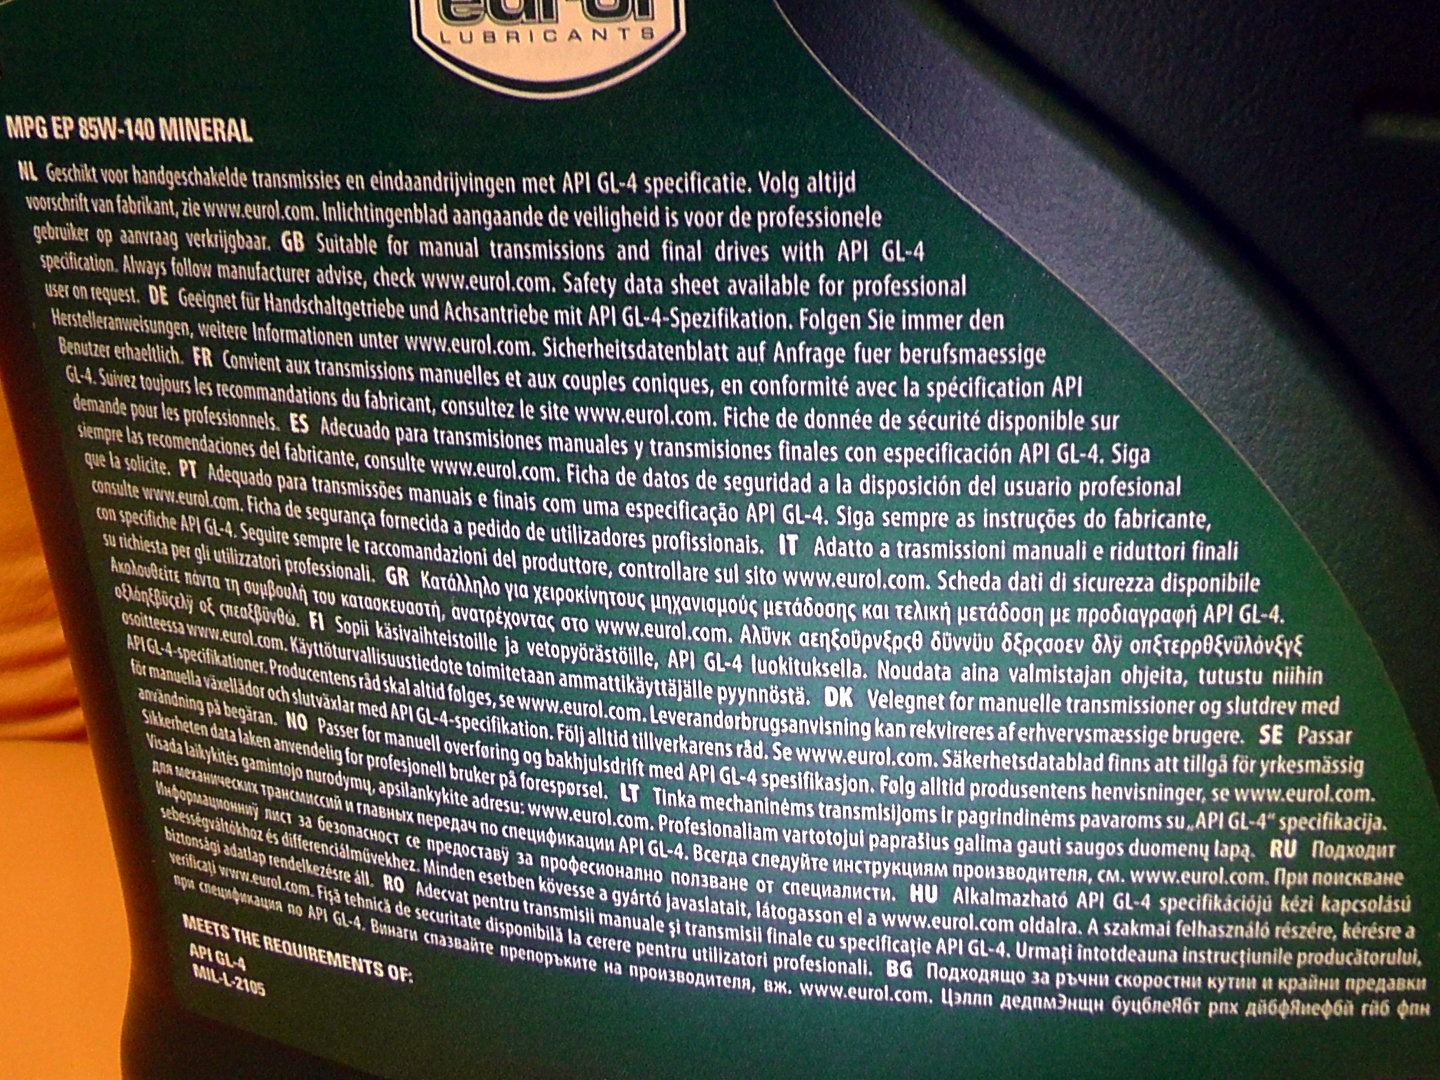 eurol
LUBRICANTS
MPG EP 85W-140 MINERAL
NL Geschikt voor handgeschakelde transmissies en eindaandrijvingen met API GL-4 specificatie. Volg altijd
voorschrift van fabrikant, zie www.eurol.com. Inlichtingenblad aangaande de veiligheid is voor de professionele
gebruiker op aanvraag verkrijgbaar. GB Suitable for manual transmissions and final drives with API GL-4
specification. Always follow manufacturer advise, check www.eurol.com. Safety data sheet available for professional
user on request. DE Geeignet für Handschaltgetriebe und Achsantriebe mit API GL-4-Spezifikation. Folgen Sie immer den
Herstelleranweisungen, weitere Informationen unter www.eurol.com. Sicherheitsdatenblatt auf Anfrage fuer berufsmaessige
Benutzer erhaeltlich. FR Convient aux transmissions manuelles et aux couples coniques, en conformité avec la spécification API
GL-4. Suivez toujours les recommandations du fabricant, consultez le site www.eurol.com. Fiche de donnée de sécurité disponible sur
demande pour les professionnels. ES Adecuado para transmisiones manuales y transmisiones finales con especificación API GL-4. Siga
siempre las recomendaciones del fabricante, consulte www.eurol.com. Ficha de datos de seguridad a la disposición del usuario profesional
que la solicite. PT Adequado para transmissões manuais e finais com uma especificação API GL-4. Siga sempre as instruções do fabricante,
consulte www.eurol.com. Ficha de segurança fornecida a pedido de utilizadores profissionais. IT Adatto a trasmissioni manuali e riduttori finali
con specifiche API GL-4. Seguire sempre le raccomandazioni del produttore, controllare sul sito www.eurol.com. Scheda dati di sicurezza disponibile
su richiesta per gli utilizzatori professionali. GR Κατάλληλο για χειροκίνητους μηχανισμούς μετάδοσης και τελική μετάδοση με προδιαγραφή API GL-4.
Ακολουθείτε πάντα τη συμβουλή του κατασκευαστή, ανατρέχοντας στο www.eurol.com.
FI Sopii käsivaihteistoille ja vetopyörästöille, API GL-4 luokituksella. Noudata aina valmistajan ohjeita, tutustu niihin
osoitteessa www.eurol.com. Käyttöturvallisuustiedote toimitetaan ammattikäyttäjälle pyynnöstä. DK Velegnet for manuelle transmissioner og slutdrev med
API GL-4-specifikationer. Producentens råd skal altid følges, se www.eurol.com. Leverandørbrugsanvisning kan rekvireres af erhvervsmæssige brugere. SE Passar
för manuella växellådor och slutväxlar med API GL-4-specifikation. Följ alltid tillverkarens råd. Se www.eurol.com. Säkerhetsdatablad finns att tillgå för yrkesmässig
användning på begäran. NO Passer for manuell overføring og bakhjulsdrift med API GL-4 spesifikasjon. Følg alltid produsentens henvisninger, se www.eurol.com.
Sikkerheten data laken anvendelig for profesjonell bruker på forespørsel. LT Tinka mechaninėms transmisijoms ir pagrindinėms pavaroms su „API GL-4“ specifikacija.
Visada laikykitės gamintojo nurodymų, apsilankykite adresu: www.eurol.com. Profesionaliam vartotojui paprašius galima gauti saugos duomenų lapą. RU Подходит
для механических трансмиссий и главных передач по спецификации API GL-4. Всегда следуйте инструкциям производителя, см. www.eurol.com. При поискване
Информационний лист за безопасност се предоставў за професионално ползване от специалисти. HU Alkalmazható API GL-4 specifikációjú kézi kapcsolású
sebességváltókhoz és differenciálművekhez. Minden esetben kövesse a gyártó javaslatait, látogasson el a www.eurol.com oldalra. A szakmai felhasználó részére, kérésre a
biztonsági adatlap rendelkezésre áll. RO Adecvat pentru transmisii manuale şi transmisii finale cu specificaţie API GL-4. Urmaţi întotdeauna instrucţiunile producătorului,
verificaţi www.eurol.com. Fişă tehnică de securitate disponibilă la cerere pentru utilizatori profesionali. BG Подходящо за ръчни скоростни кутии и крайни предавки
при спецификация по API GL-4. Винаги спазвайте препоръките на производителя, вж. www.eurol.com.
MEETS THE REQUIREMENTS OF:
API GL-4
MIL-L-2105